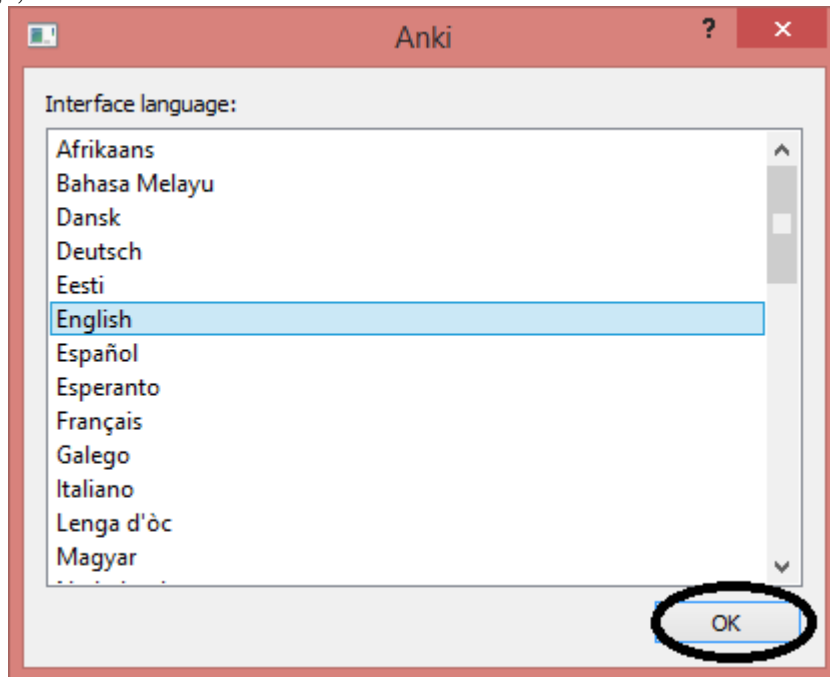 Anki
?
Interface language:
Afrikaans
Bahasa Melayu
Dansk
Deutsch
Eesti
English
Español
Esperanto
Français
Galego
Italiano
Lenga d'òc
Magyar
OK